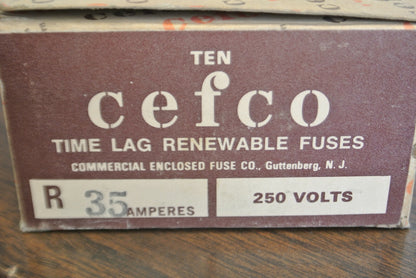 TEN
cefco
TIME LAG RENEWABLE FUSES
COMMERCIAL ENCLOSED FUSE CO., Guttenberg, N. J.
R 35 AMPERES 250 VOLTS